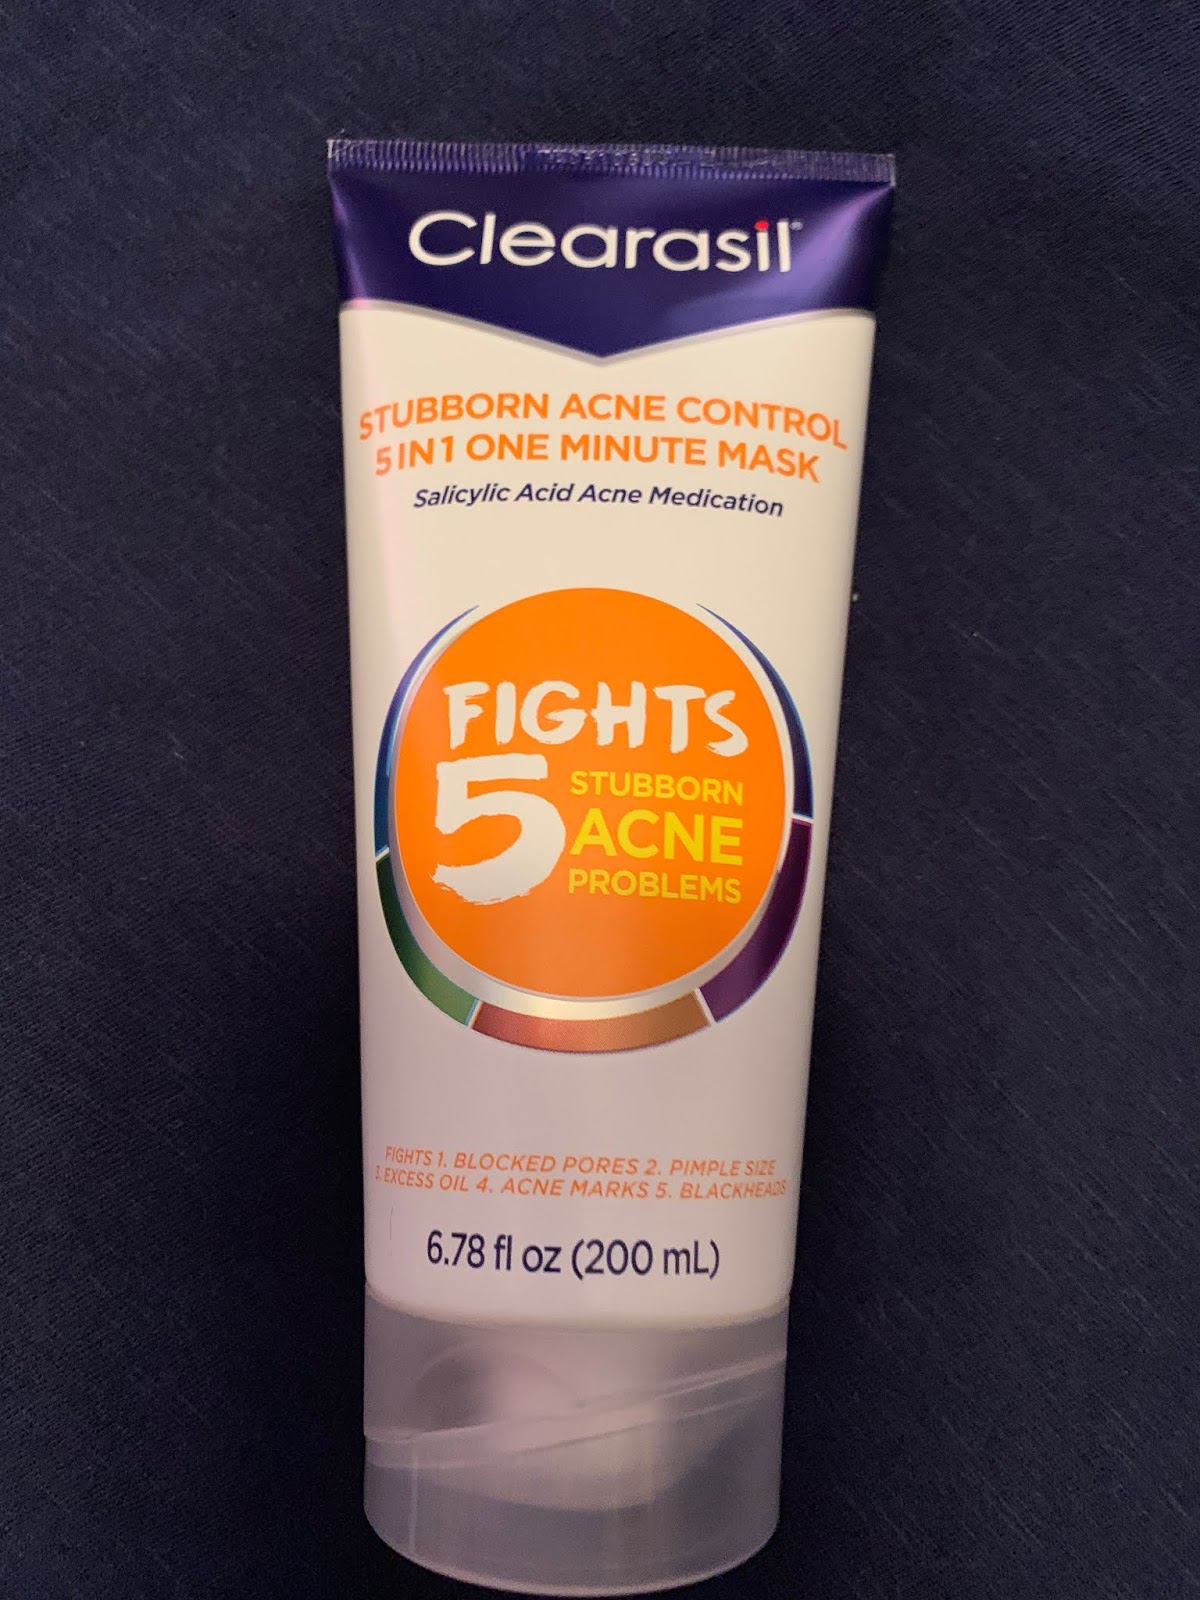 Clearasil™
STUBBORN ACNE CONTROL
5 IN 1 ONE MINUTE MASK
Salicylic Acid Acne Medication
FIGHTS
5
STUBBORN
ACNE
PROBLEMS
FIGHTS 1. BLOCKED PORES 2. PIMPLE SIZE
3. EXCESS OIL 4. ACNE MARKS 5. BLACKHEADS
6.78 fl oz (200 mL)